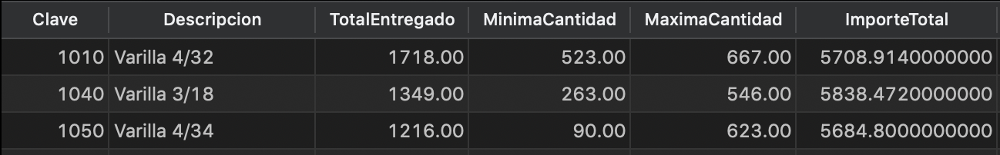 Clave Descripcion TotalEntregado MinimaCantidad MaximaCantidad ImporteTotal
1010 Varilla 4/32 1718.00 523.00 667.00 5708.9140000000
1040 Varilla 3/18 1349.00 263.00 546.00 5838.4720000000
1050 Varilla 4/34 1216.00 90.00 623.00 5684.8000000000